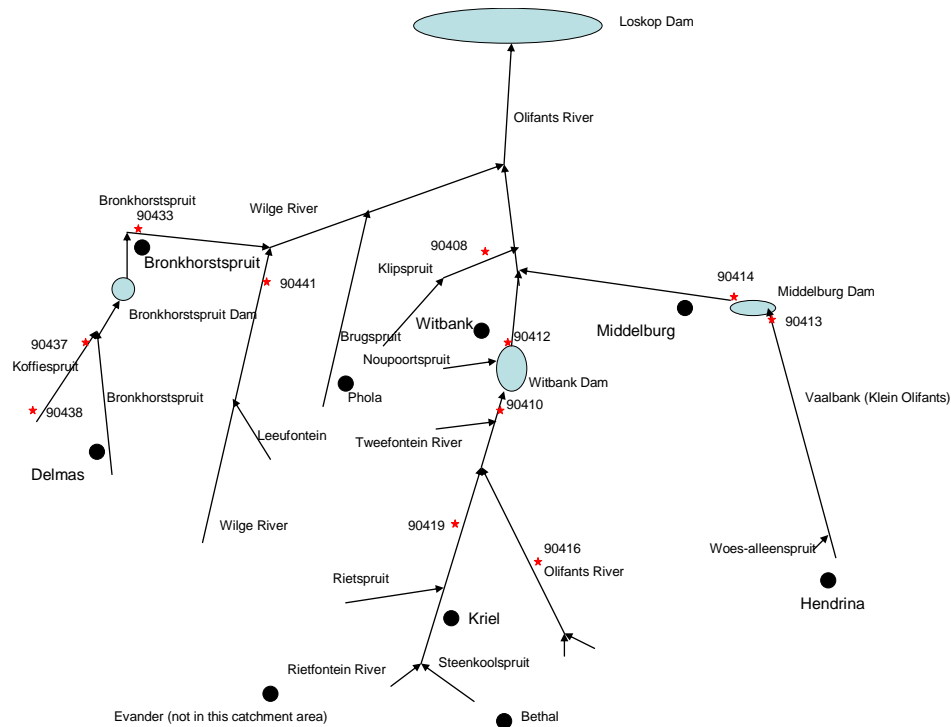 Loskop Dam
Olifants River
Bronkhorstspruit
90433
Wilge River
90408
Bronkhorstspruit
Klipspruit
90414
90441
Middelburg Dam
Bronkhorstspruit Dam
Witbank
90412
Middelburg
90413
Brugspruit
90437
Noupoortspruit
Koffiespruit
Witbank Dam
Phola
Bronkhorstspruit
90438
90410
Vaalbank (Klein Olifants)
Leeufontein
Tweefontein River
Delmas
Wilge River
90419
90416
Woes-alleenspruit
Olifants River
Rietspruit
Hendrina
Kriel
Rietfontein River
Steenkoolspruit
Evander (not in this catchment area)
Bethal